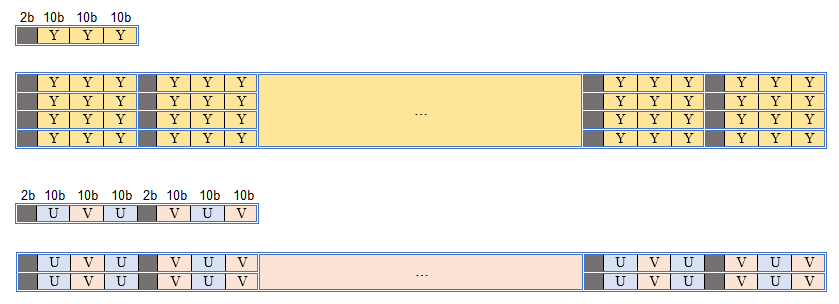 2b 10b 10b 10b
Y Y Y
Y Y Y Y Y Y Y Y Y Y Y Y
Y Y Y Y Y Y Y Y Y Y Y Y
...
Y Y Y Y Y Y Y Y Y Y Y Y
Y Y Y Y Y Y Y Y Y Y Y Y
2b 10b 10b 10b 2b 10b 10b 10b
U V U V U V
U V U V U V U V U V U V
...
U V U V U V U V U V U V